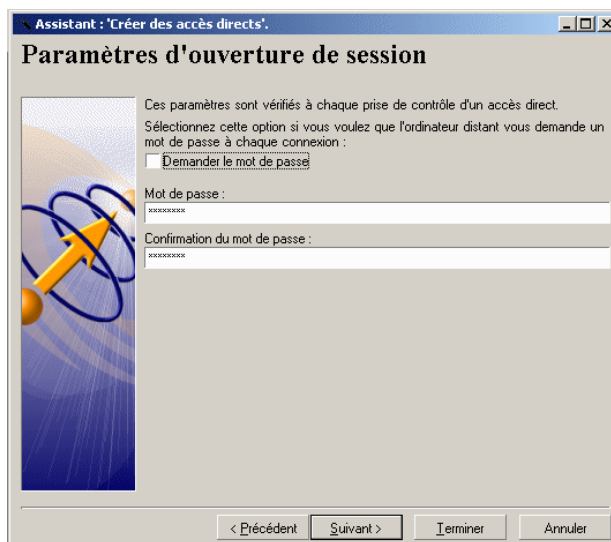 Assistant : 'Créer des accès directs'.
Paramètres d'ouverture de session
Ces paramètres sont vérifiés à chaque prise de contrôle d'un accès direct.
Sélectionnez cette option si vous voulez que l'ordinateur distant vous demande un
mot de passe à chaque connexion :
Demander le mot de passe
Mot de passe :
xxxxxxxx
Confirmation du mot de passe :
xxxxxxxx
< Précédent
Suivant >
Terminer
Annuler